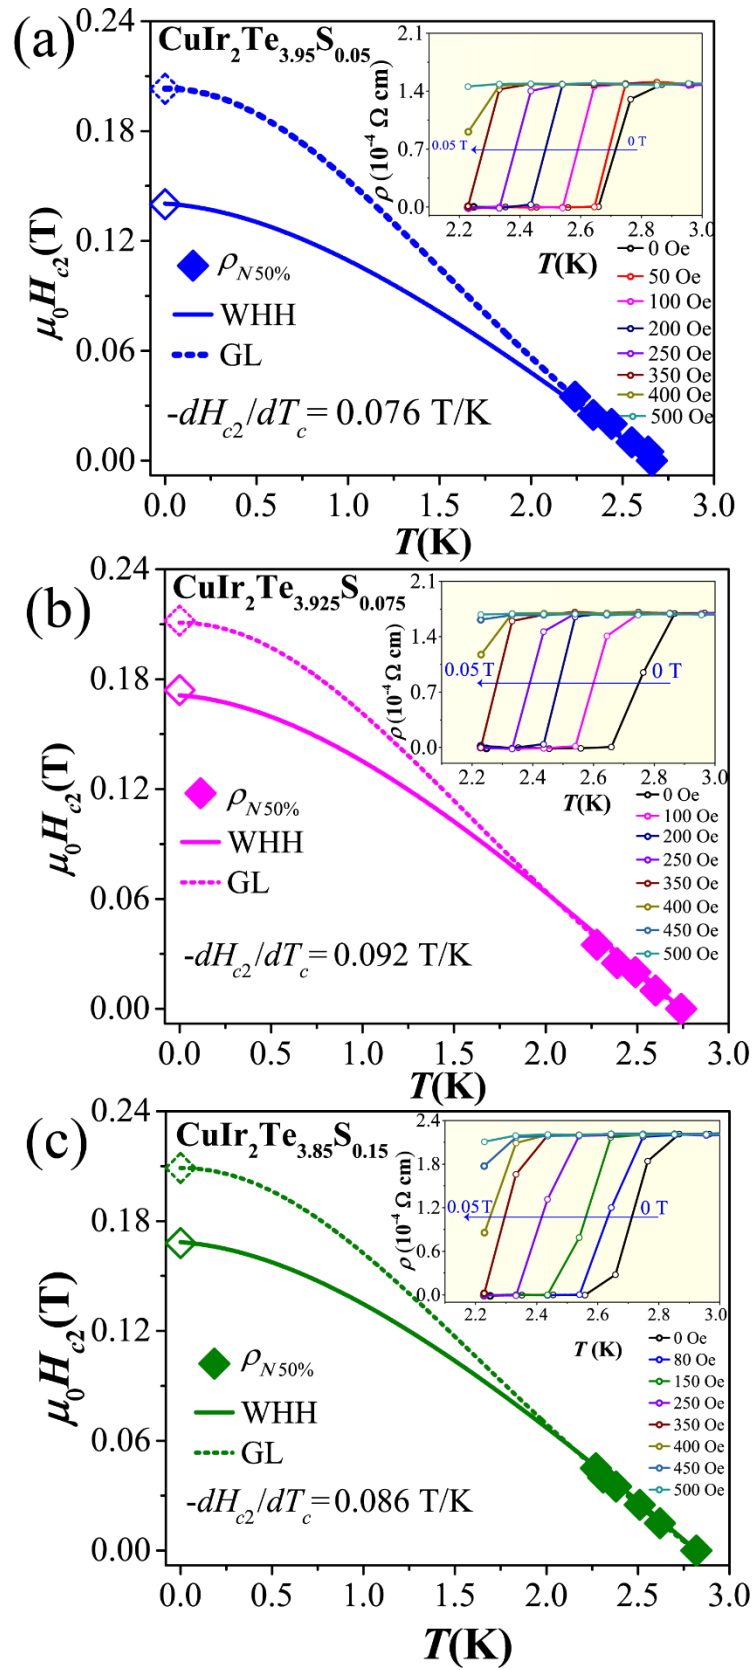 (a)
CuIr2Te3.95S0.05
0.24
0.18
0.12
0.06
0.00
μ0Hc2(T)
ρN50%
WHH
GL
-dHc2/dTc= 0.076 T/K
0.0 0.5 1.0 1.5 2.0 2.5 3.0
T(K)
2.1
1.4
0.7
0.0
ρ (10-4 Ω cm)
0.05 T
0 T
2.2 2.4 2.6 2.8 3.0
T(K)
0 Oe
50 Oe
100 Oe
200 Oe
250 Oe
350 Oe
400 Oe
500 Oe
(b)
CuIr2Te3.925S0.075
0.24
0.18
0.12
0.06
0.00
μ0Hc2(T)
ρN50%
WHH
GL
-dHc2/dTc= 0.092 T/K
0.0 0.5 1.0 1.5 2.0 2.5 3.0
T(K)
2.1
1.4
0.7
0.0
ρ (10-4 Ω cm)
0.05 T
0 T
2.2 2.4 2.6 2.8 3.0
T(K)
0 Oe
100 Oe
200 Oe
250 Oe
350 Oe
400 Oe
450 Oe
500 Oe
(c)
CuIr2Te3.85S0.15
0.24
0.18
0.12
0.06
0.00
μ0Hc2(T)
ρN50%
WHH
GL
-dHc2/dTc= 0.086 T/K
0.0 0.5 1.0 1.5 2.0 2.5 3.0
T(K)
2.4
1.8
1.2
0.6
0.0
ρ (10-4 Ω cm)
0.05 T
0 T
2.2 2.4 2.6 2.8 3.0
T (K)
0 Oe
80 Oe
150 Oe
250 Oe
350 Oe
400 Oe
450 Oe
500 Oe